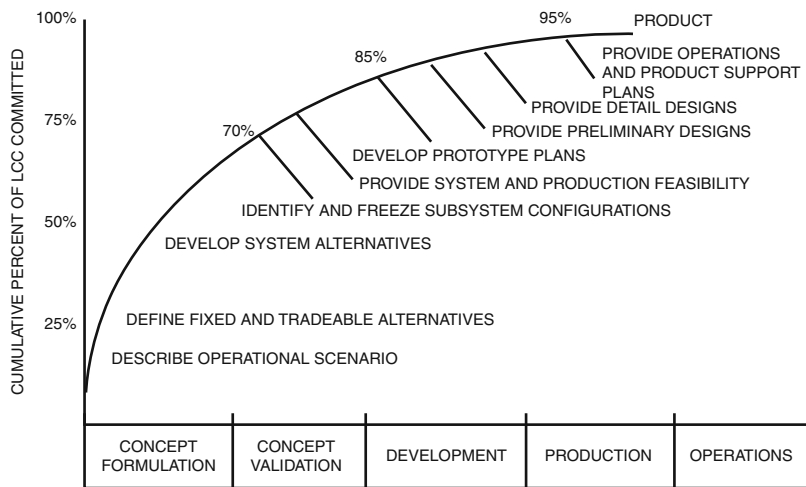 100%
95%
PRODUCT
PROVIDE OPERATIONS
AND PRODUCT SUPPORT
PLANS
85%
PROVIDE DETAIL DESIGNS
75%
70%
PROVIDE PRELIMINARY DESIGNS
DEVELOP PROTOTYPE PLANS
PROVIDE SYSTEM AND PRODUCTION FEASIBILITY
IDENTIFY AND FREEZE SUBSYSTEM CONFIGURATIONS
50%
DEVELOP SYSTEM ALTERNATIVES
25%
DEFINE FIXED AND TRADEABLE ALTERNATIVES
DESCRIBE OPERATIONAL SCENARIO
CUMULATIVE PERCENT OF LCC COMMITTED
CONCEPT
FORMULATION
CONCEPT
VALIDATION
DEVELOPMENT
PRODUCTION
OPERATIONS